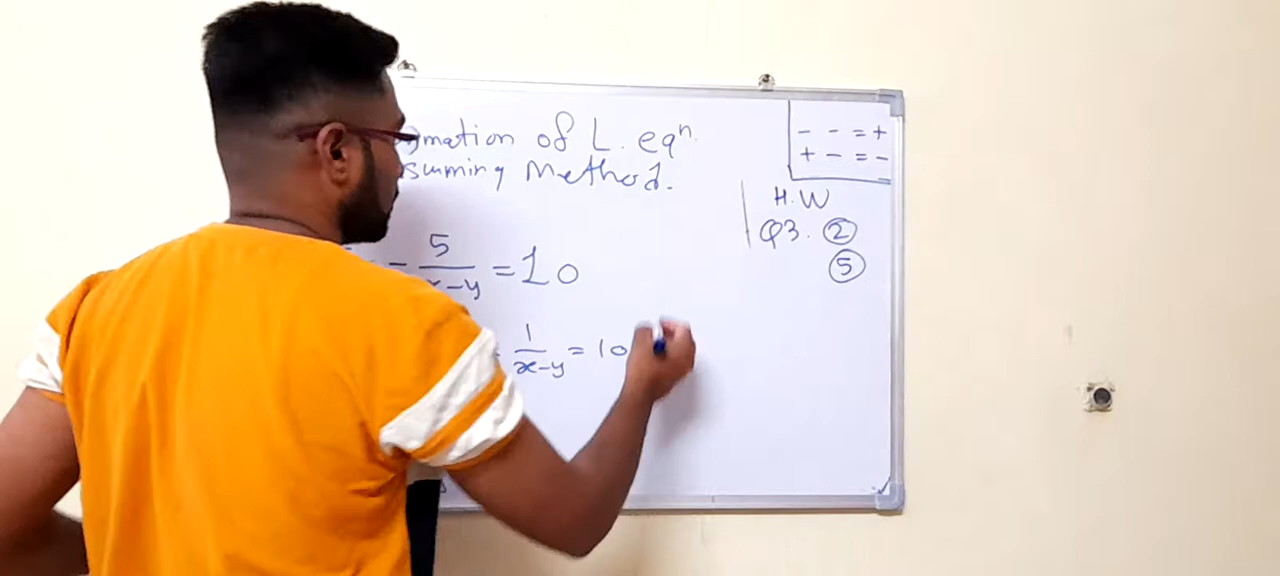 mation of L. eqⁿ.
suming Method.
- 5/x-y = 10
1/x-y = 10
- - = +
+ - = -
H.W
Q3. ②
⑤